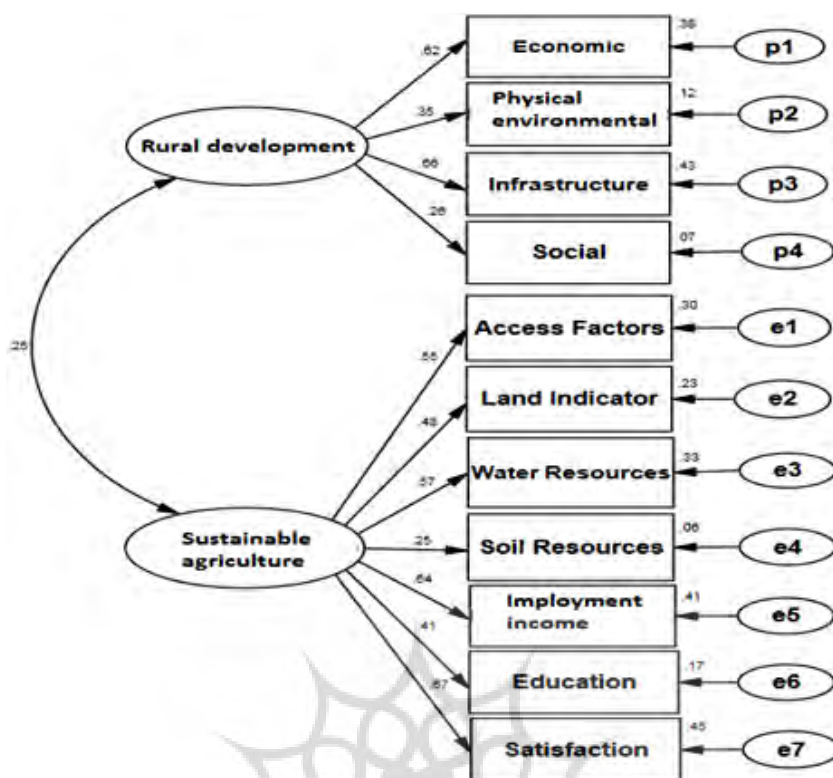 Economic
.38
p1
.62
Physical
environmental
.12
p2
.35
Rural development
Infrastructure
.43
p3
.66
Social
.07
p4
.26
Access Factors
.30
e1
.55
Land Indicator
.23
e2
.48
.25
Water Resources
.33
e3
.57
Sustainable
agriculture
Soil Resources
.06
e4
.25
Imployment
income
.41
e5
.64
Education
.17
e6
.41
Satisfaction
.45
e7
.67